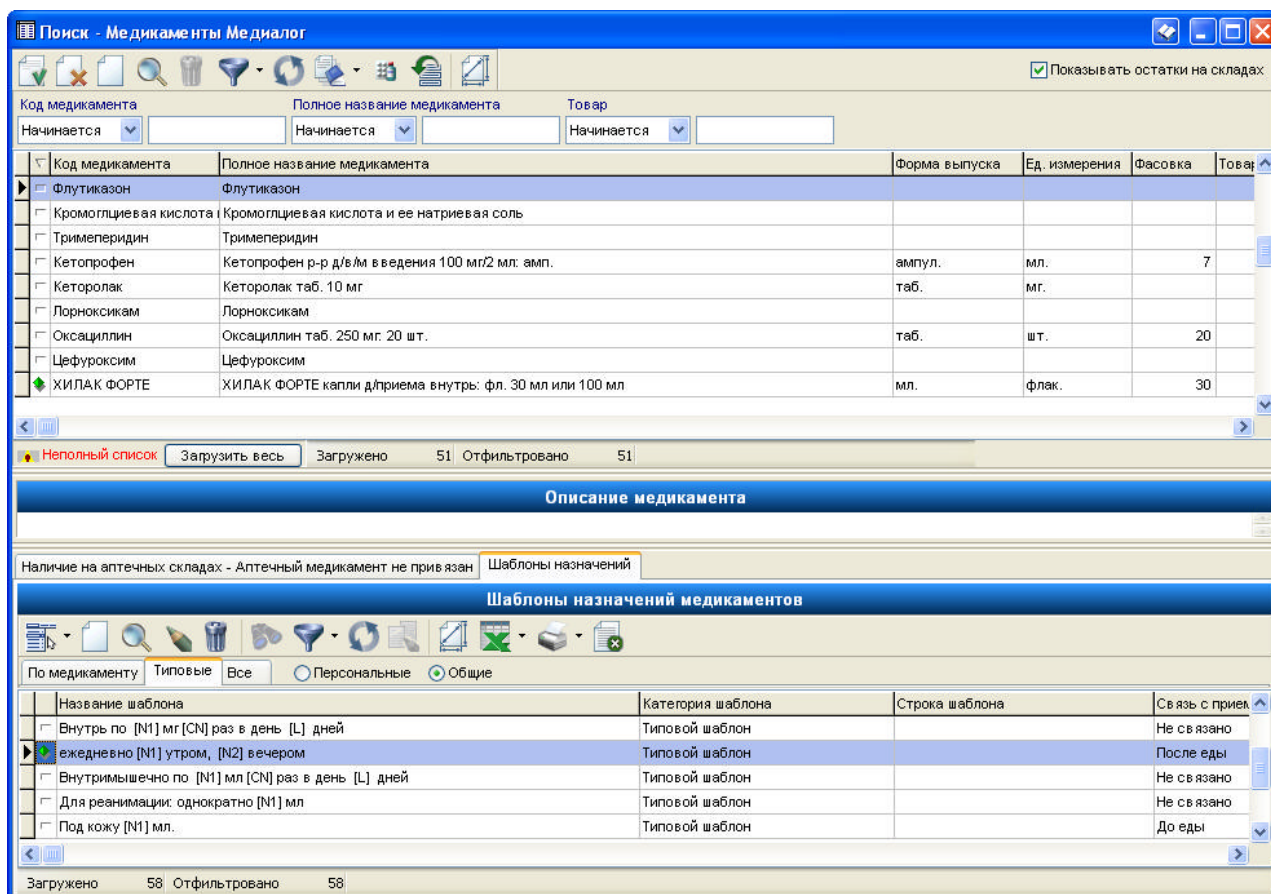 Поиск - Медикаменты Медиалог
Показывать остатки на складах
Код медикамента Полное название медикамента Товар
Начинается Начинается Начинается
Код медикамента Полное название медикамента Форма выпуска Ед. измерения Фасовка Това
Флутиказон Флутиказон
Кромоглциевая кислота Кромоглциевая кислота и ее натриевая соль
Тримеперидин Тримеперидин
Кетопрофен Кетопрофен р-р д/в/м введения 100 мг/2 мл: амп. ампул. мл. 7
Кеторолак Кеторолак таб. 10 мг таб. мг.
Лорноксикам Лорноксикам
Оксациллин Оксациллин таб. 250 мг: 20 шт. таб. шт. 20
Цефуроксим Цефуроксим
ХИЛАК ФОРТЕ ХИЛАК ФОРТЕ капли д/приема внутрь: фл. 30 мл или 100 мл мл. флак. 30
Неполный список Загрузить весь Загружено 51 Отфильтровано 51
Описание медикамента
Наличие на аптечных складах - Аптечный медикамент не привязан Шаблоны назначений
Шаблоны назначений медикаментов
По медикаменту Типовые Все Персональные Общие
Название шаблона Категория шаблона Строка шаблона Связь с прием
Внутрь по [N1] мг [CN] раз в день [L] дней Типовой шаблон Не связано
ежедневно [N1] утром, [N2] вечером Типовой шаблон После еды
Внутримышечно по [N1] мл [CN] раз в день [L] дней Типовой шаблон Не связано
Для реанимации: однократно [N1] мл Типовой шаблон Не связано
Под кожу [N1] мл. Типовой шаблон До еды
Загружено 58 Отфильтровано 58